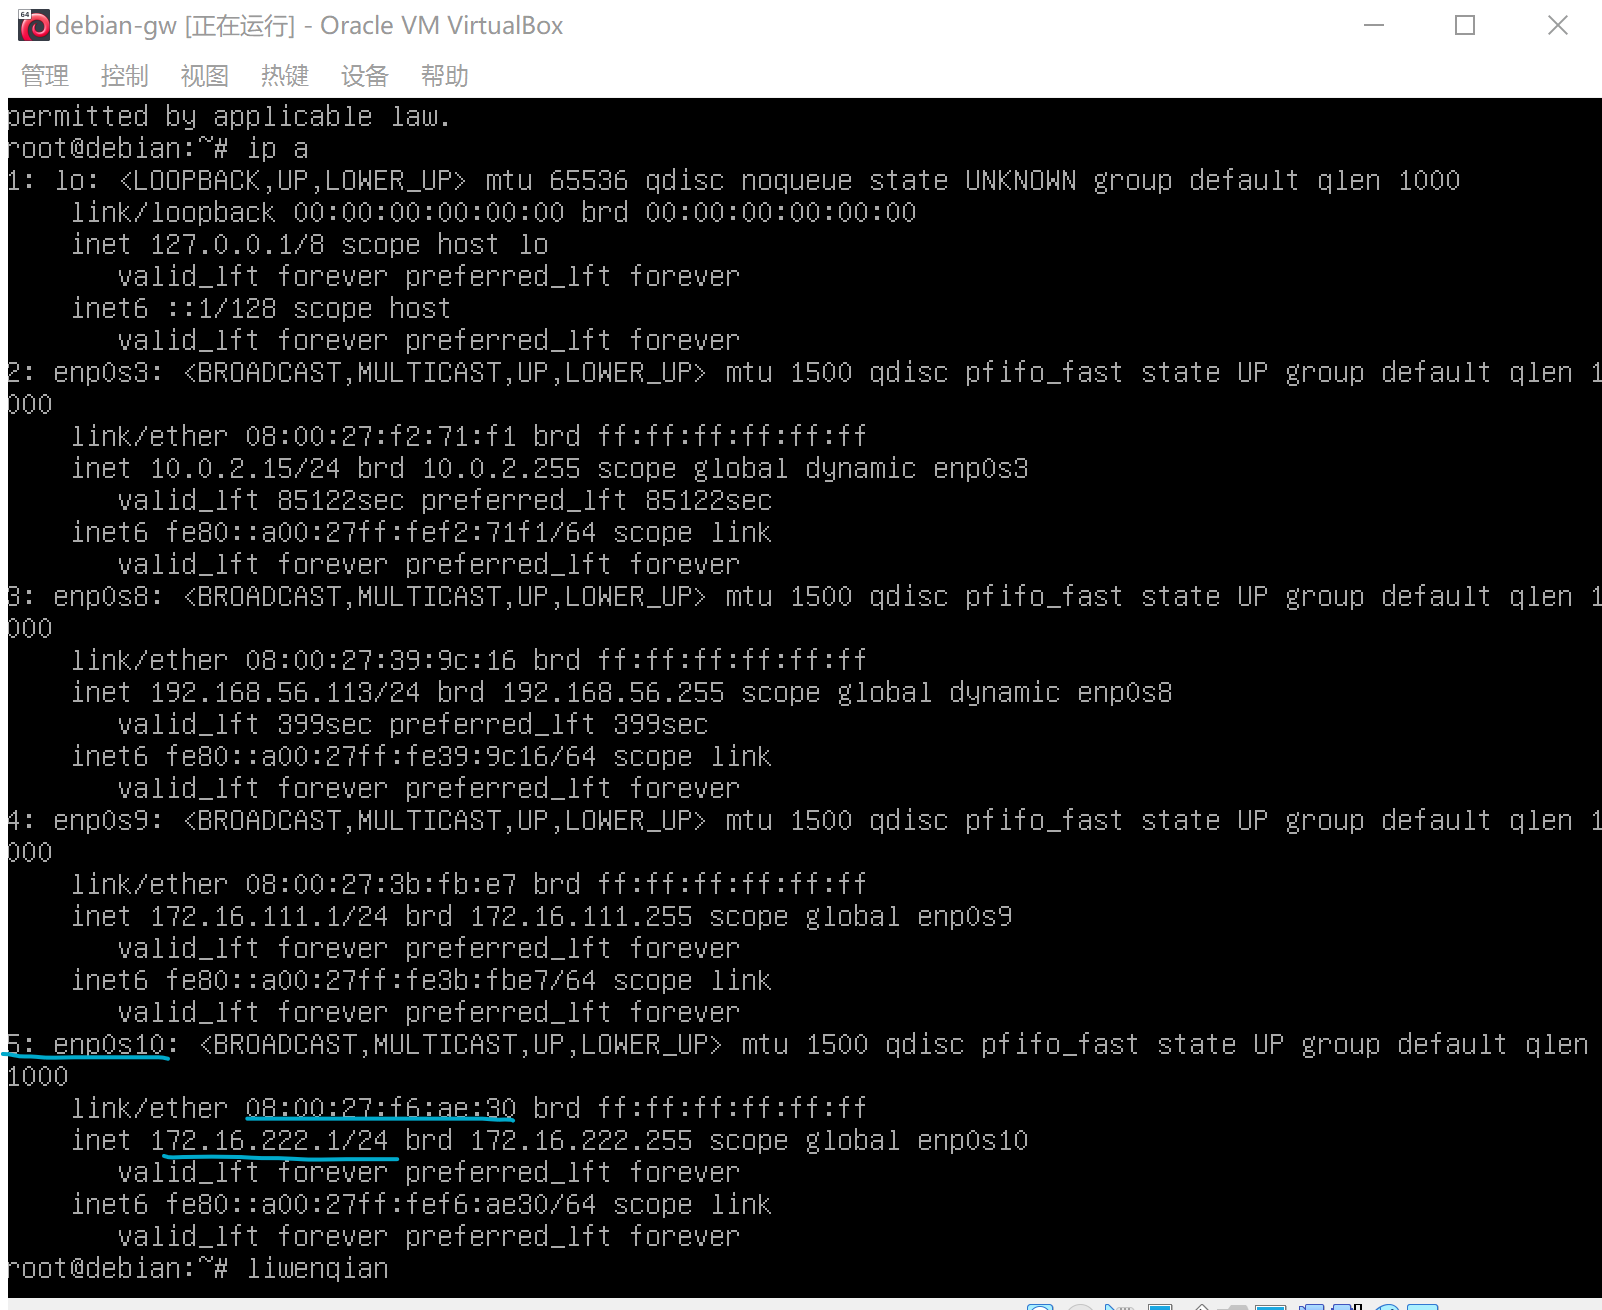 64
debian-gw [正在运行] - Oracle VM VirtualBox
管理 控制 视图 热键 设备 帮助
permitted by applicable law.
root@debian:~# ip a
1: lo: <LOOPBACK,UP,LOWER_UP> mtu 65536 qdisc noqueue state UNKNOWN group default qlen 1000
    link/loopback 00:00:00:00:00:00 brd 00:00:00:00:00:00
    inet 127.0.0.1/8 scope host lo
       valid_lft forever preferred_lft forever
    inet6 ::1/128 scope host
       valid_lft forever preferred_lft forever
2: enp0s3: <BROADCAST,MULTICAST,UP,LOWER_UP> mtu 1500 qdisc pfifo_fast state UP group default qlen 1
000
    link/ether 08:00:27:f2:71:f1 brd ff:ff:ff:ff:ff:ff
    inet 10.0.2.15/24 brd 10.0.2.255 scope global dynamic enp0s3
       valid_lft 85122sec preferred_lft 85122sec
    inet6 fe80::a00:27ff:fef2:71f1/64 scope link
       valid_lft forever preferred_lft forever
3: enp0s8: <BROADCAST,MULTICAST,UP,LOWER_UP> mtu 1500 qdisc pfifo_fast state UP group default qlen 1
000
    link/ether 08:00:27:39:9c:16 brd ff:ff:ff:ff:ff:ff
    inet 192.168.56.113/24 brd 192.168.56.255 scope global dynamic enp0s8
       valid_lft 399sec preferred_lft 399sec
    inet6 fe80::a00:27ff:fe39:9c16/64 scope link
       valid_lft forever preferred_lft forever
4: enp0s9: <BROADCAST,MULTICAST,UP,LOWER_UP> mtu 1500 qdisc pfifo_fast state UP group default qlen 1
000
    link/ether 08:00:27:3b:fb:e7 brd ff:ff:ff:ff:ff:ff
    inet 172.16.111.1/24 brd 172.16.111.255 scope global enp0s9
       valid_lft forever preferred_lft forever
    inet6 fe80::a00:27ff:fe3b:fbe7/64 scope link
       valid_lft forever preferred_lft forever
5: enp0s10: <BROADCAST,MULTICAST,UP,LOWER_UP> mtu 1500 qdisc pfifo_fast state UP group default qlen
1000
    link/ether 08:00:27:f6:ae:30 brd ff:ff:ff:ff:ff:ff
    inet 172.16.222.1/24 brd 172.16.222.255 scope global enp0s10
       valid_lft forever preferred_lft forever
    inet6 fe80::a00:27ff:fef6:ae30/64 scope link
       valid_lft forever preferred_lft forever
root@debian:~# liwenqian